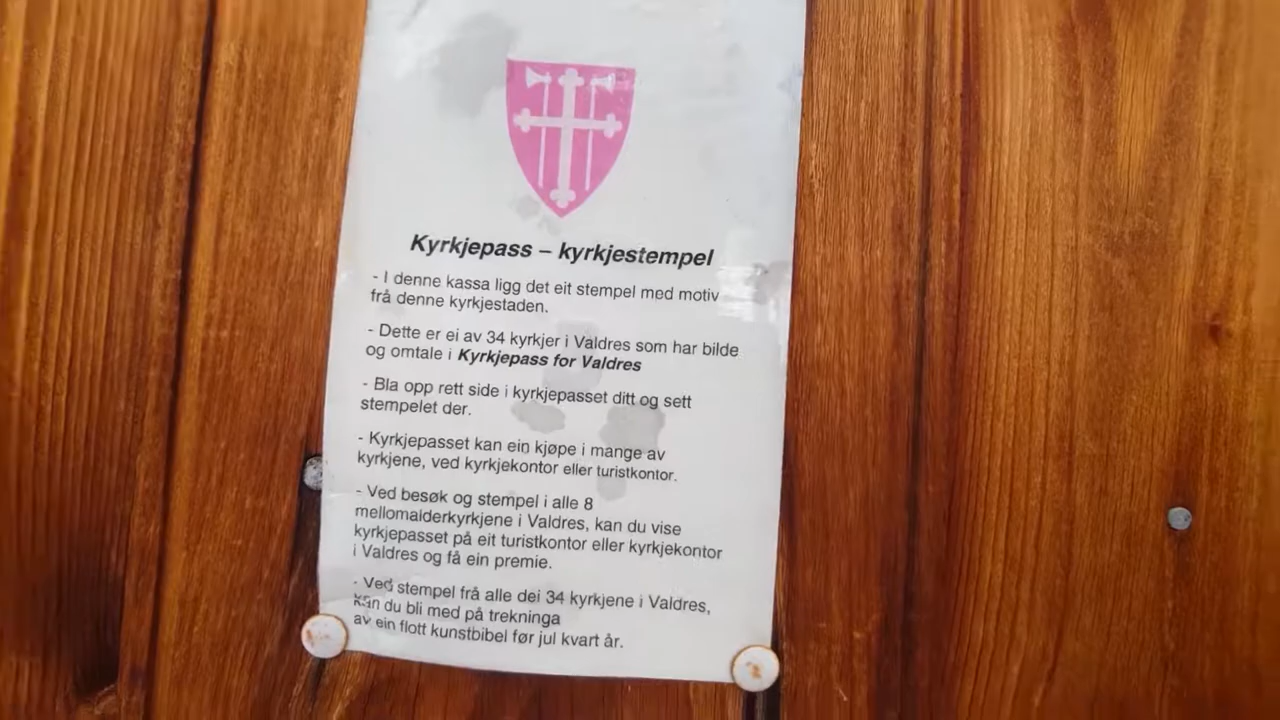 Kyrkjepass – kyrkjestempel
- I denne kassa ligg det eit stempel med motiv
frå denne kyrkjestaden.
- Dette er ei av 34 kyrkjer i Valdres som har bilde
og omtale i Kyrkjepass for Valdres
- Bla opp rett side i kyrkjepasset ditt og sett
stempelet der.
- Kyrkjepasset kan ein kjøpe i mange av
kyrkjene, ved kyrkjekontor eller turistkontor.
- Ved besøk og stempel i alle 8
mellomalderkyrkjene i Valdres, kan du vise
kyrkjepasset på eit turistkontor eller kyrkjekontor
i Valdres og få ein premie.
- Ved stempel frå alle dei 34 kyrkjene i Valdres,
kan du bli med på trekninga
av ein flott kunstbibel før jul kvart år.